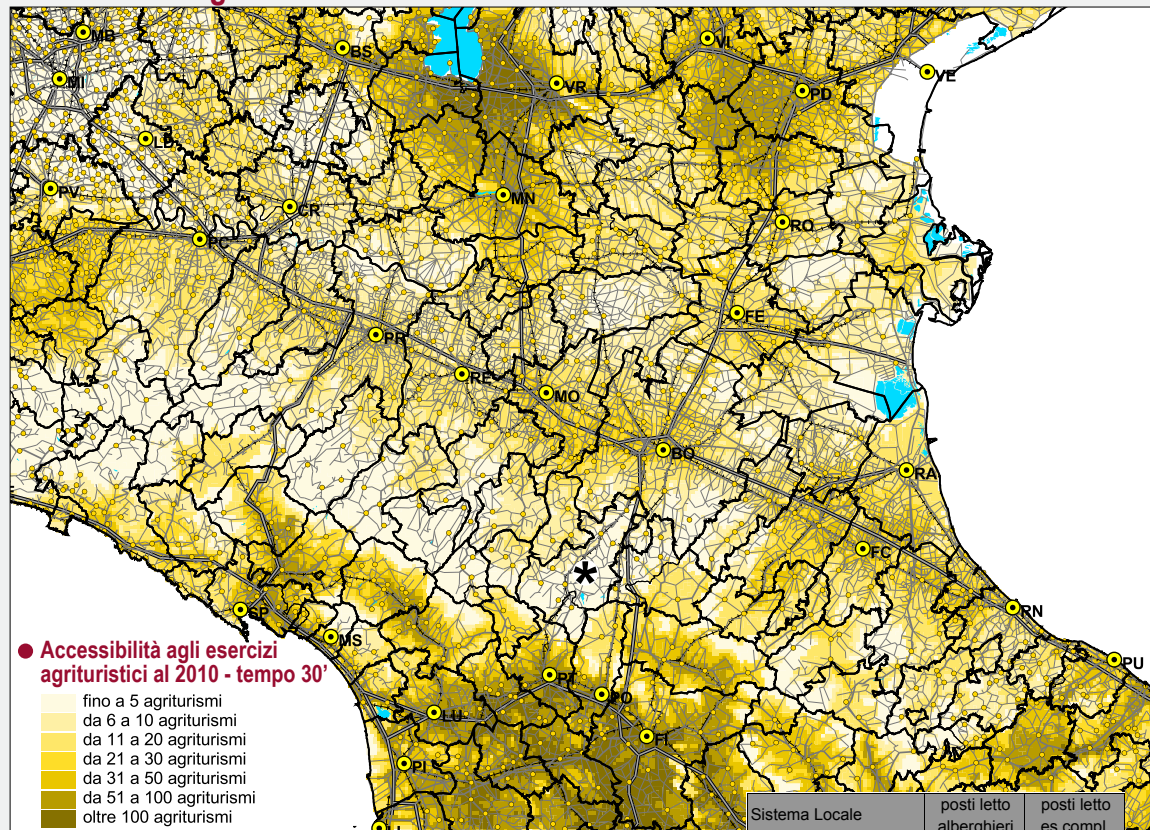 MB
BS
VI
MI
VR
PD
VE
PV
MN
CR
RO
PC
FE
PR
RE
MO
BO
RA
FC
*
SP
RN
MS
PU
PT
PO
LU
FI
PI
Accessibilità agli esercizi
agrituristici al 2010 - tempo 30'
fino a 5 agriturismi
da 6 a 10 agriturismi
da 11 a 20 agriturismi
da 21 a 30 agriturismi
da 31 a 50 agriturismi
da 51 a 100 agriturismi
oltre 100 agriturismi
Sistema Locale
posti letto
alberghieri
posti letto
es.compl.